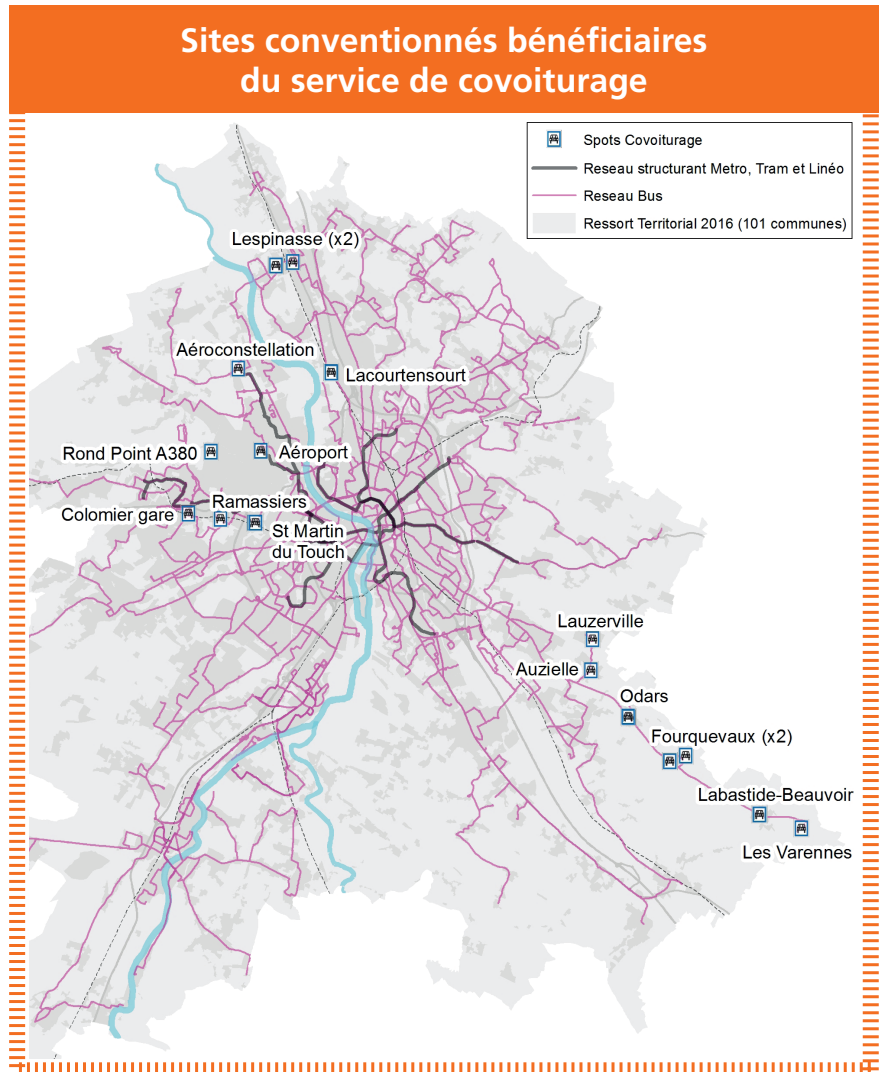 Sites conventionnés bénéficiaires
du service de covoiturage
Spots Covoiturage
Reseau structurant Metro, Tram et Linéo
Reseau Bus
Ressort Territorial 2016 (101 communes)
Lespinasse (x2)
Aéroconstellation
Lacourtensourt
Rond Point A380
Aéroport
Ramassiers
Colomier gare
St Martin
du Touch
Lauzerville
Auzielle
Odars
Fourquevaux (x2)
Labastide-Beauvoir
Les Varennes